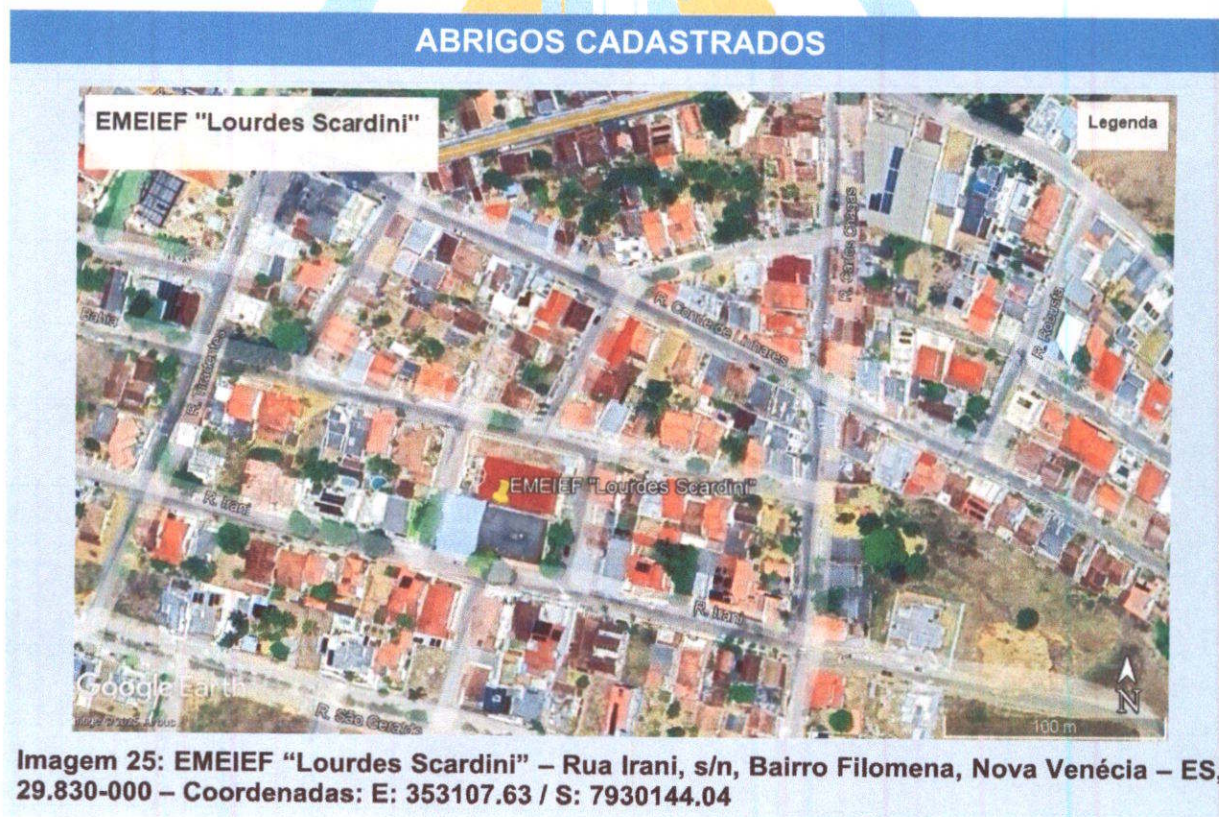 ABRIGOS CADASTRADOS
EMEIEF "Lourdes Scardini"
Legenda
R. Conde de Linhares
R. Robusta
Bahia
EMEIEF "Lourdes Scardini"
R. Irani
R. Irani
R. São Geraldo
Google Earth
100 m
N
Imagem 25: EMEIEF “Lourdes Scardini” – Rua Irani, s/n, Bairro Filomena, Nova Venécia – ES,
29.830-000 – Coordenadas: E: 353107.63 / S: 7930144.04